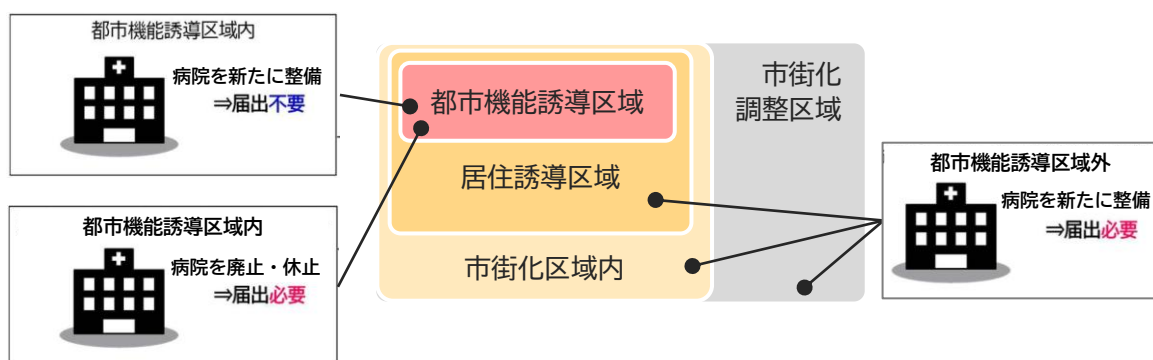 都市機能誘導区域内
病院を新たに整備
⇒届出不要
都市機能誘導区域内
病院を廃止・休止
⇒届出必要
都市機能誘導区域
居住誘導区域
市街化区域内
市街化
調整区域
都市機能誘導区域外
病院を新たに整備
⇒届出必要